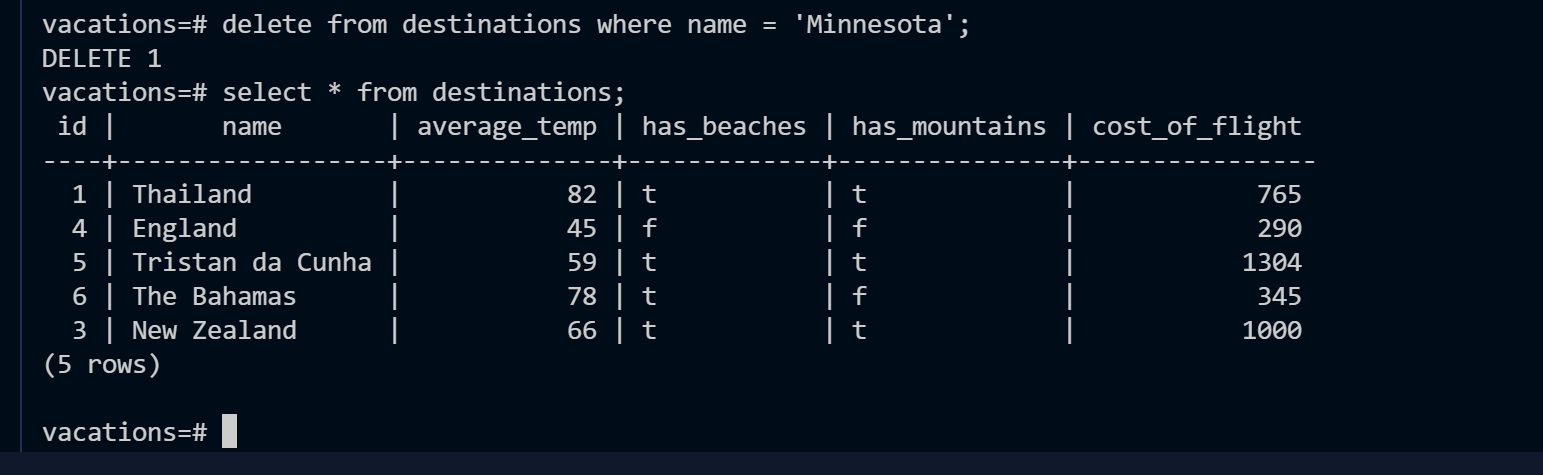 vacations=# delete from destinations where name = 'Minnesota';
DELETE 1
vacations=# select * from destinations;
 id |       name       | average_temp | has_beaches | has_mountains | cost_of_flight
----+------------------+--------------+-------------+---------------+----------------
  1 | Thailand         |           82 | t           | t             |            765
  4 | England          |           45 | f           | f             |            290
  5 | Tristan da Cunha |           59 | t           | t             |           1304
  6 | The Bahamas      |           78 | t           | f             |            345
  3 | New Zealand      |           66 | t           | t             |           1000
(5 rows)
vacations=#